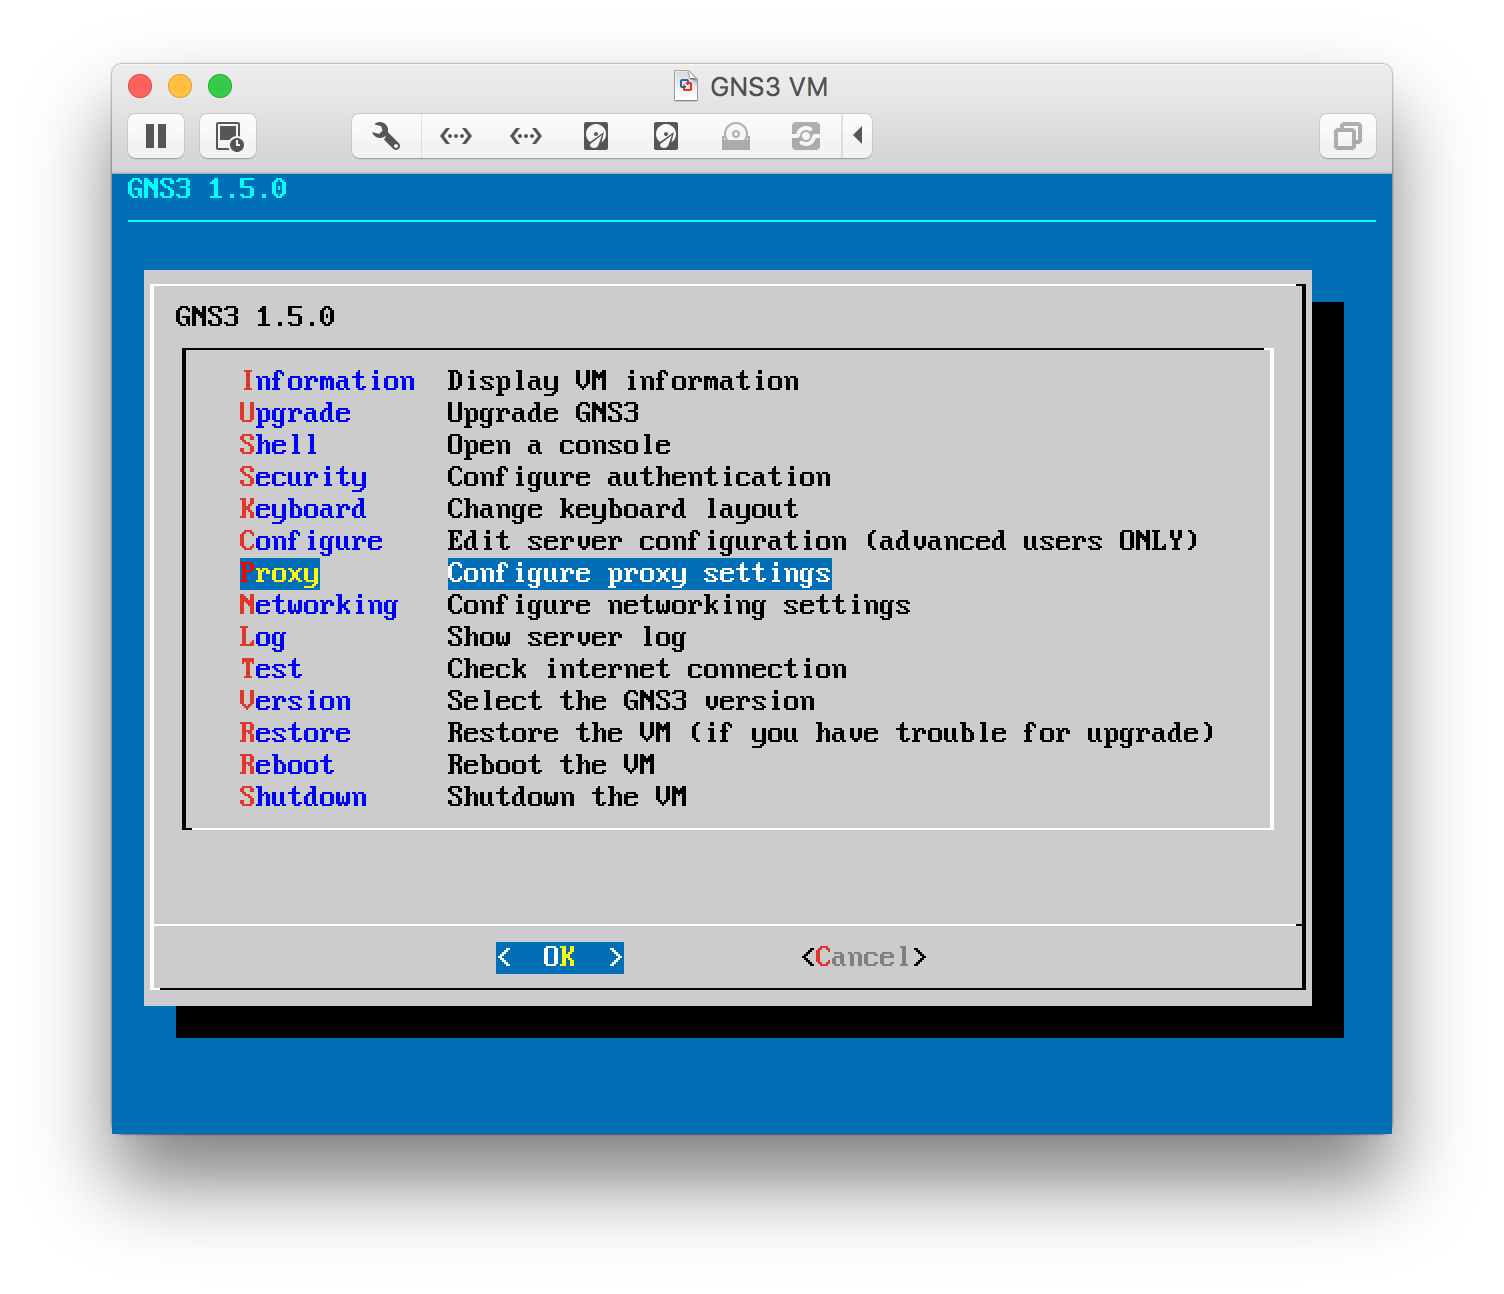 GNS3 VM
GNS3 1.5.0
GNS3 1.5.0
Information Display VM information
Upgrade Upgrade GNS3
Shell Open a console
Security Configure authentication
Keyboard Change keyboard layout
Configure Edit server configuration (advanced users ONLY)
Proxy Configure proxy settings
Networking Configure networking settings
Log Show server log
Test Check internet connection
Version Select the GNS3 version
Restore Restore the VM (if you have trouble for upgrade)
Reboot Reboot the VM
Shutdown Shutdown the VM
< OK > <Cancel>